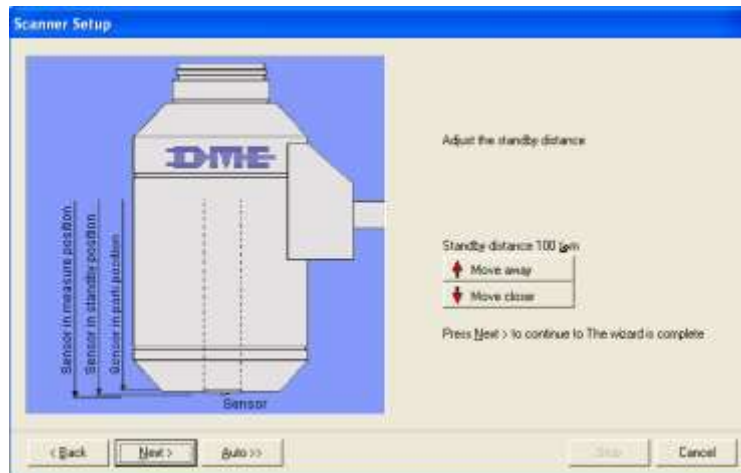 Scanner Setup
DME
Sensor in measure position
Sensor in standby position
Sensor in park position
Sensor
Adjust the standby distance
Standby distance 100 µm
Move away
Move closer
Press Next > to continue to The wizard is complete
< Back
Next >
Auto >>
Stop
Cancel